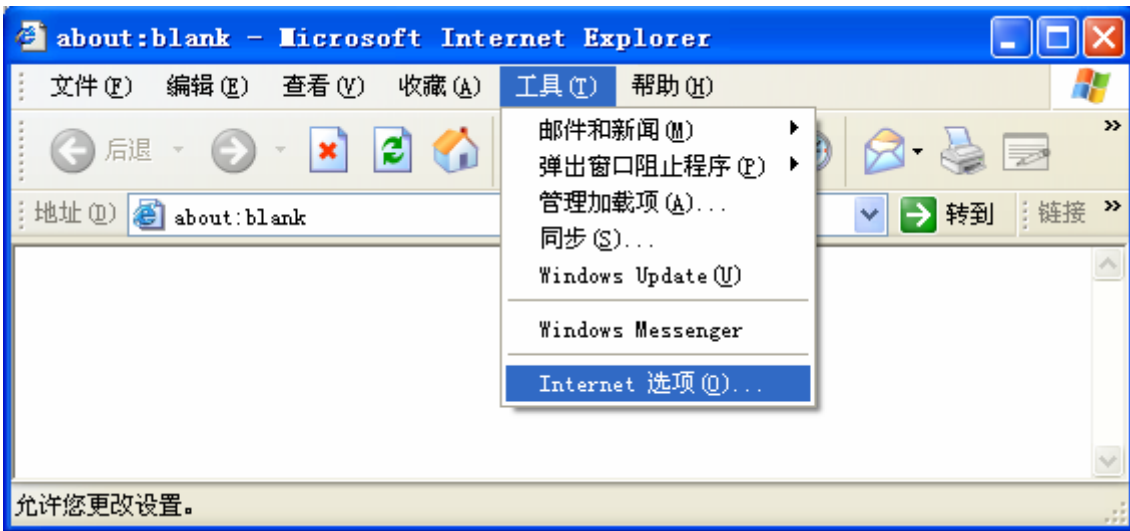 about:blank - Microsoft Internet Explorer
文件(F) 编辑(E) 查看(V) 收藏(A) 工具(T) 帮助(H)
后退
邮件和新闻(M)
弹出窗口阻止程序(P)
管理加载项(A)...
同步(S)...
Windows Update(U)
Windows Messenger
Internet 选项(O)...
地址(D) about:blank 转到 链接
允许您更改设置。